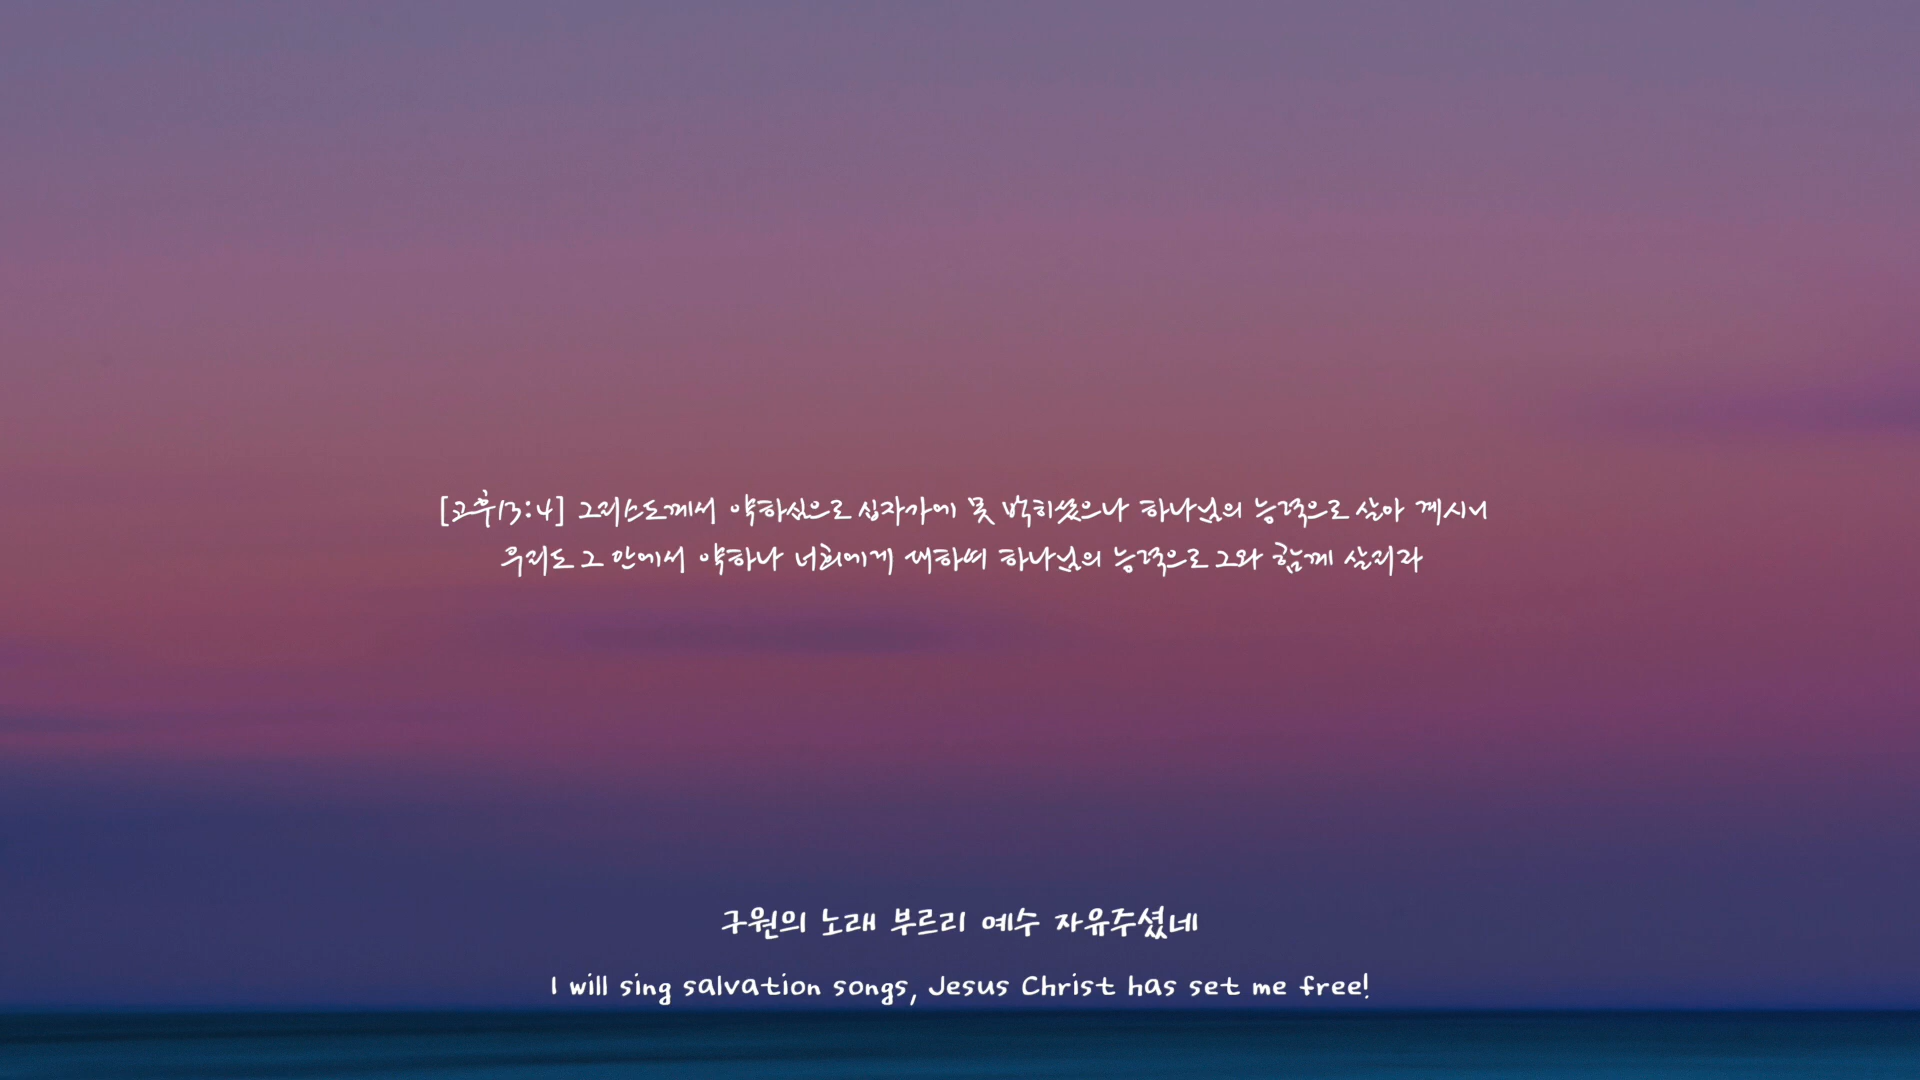 [고후13:4] 그리스도께서 약하심으로 십자가에 못 박히셨으나 하나님의 능력으로 살아 계시니
우리도 그 안에서 약하나 너희에게 대하여 하나님의 능력으로 그와 함께 살리라
구원의 노래 부르리 예수 자유주셨네
I will sing salvation songs, Jesus Christ has set me free!